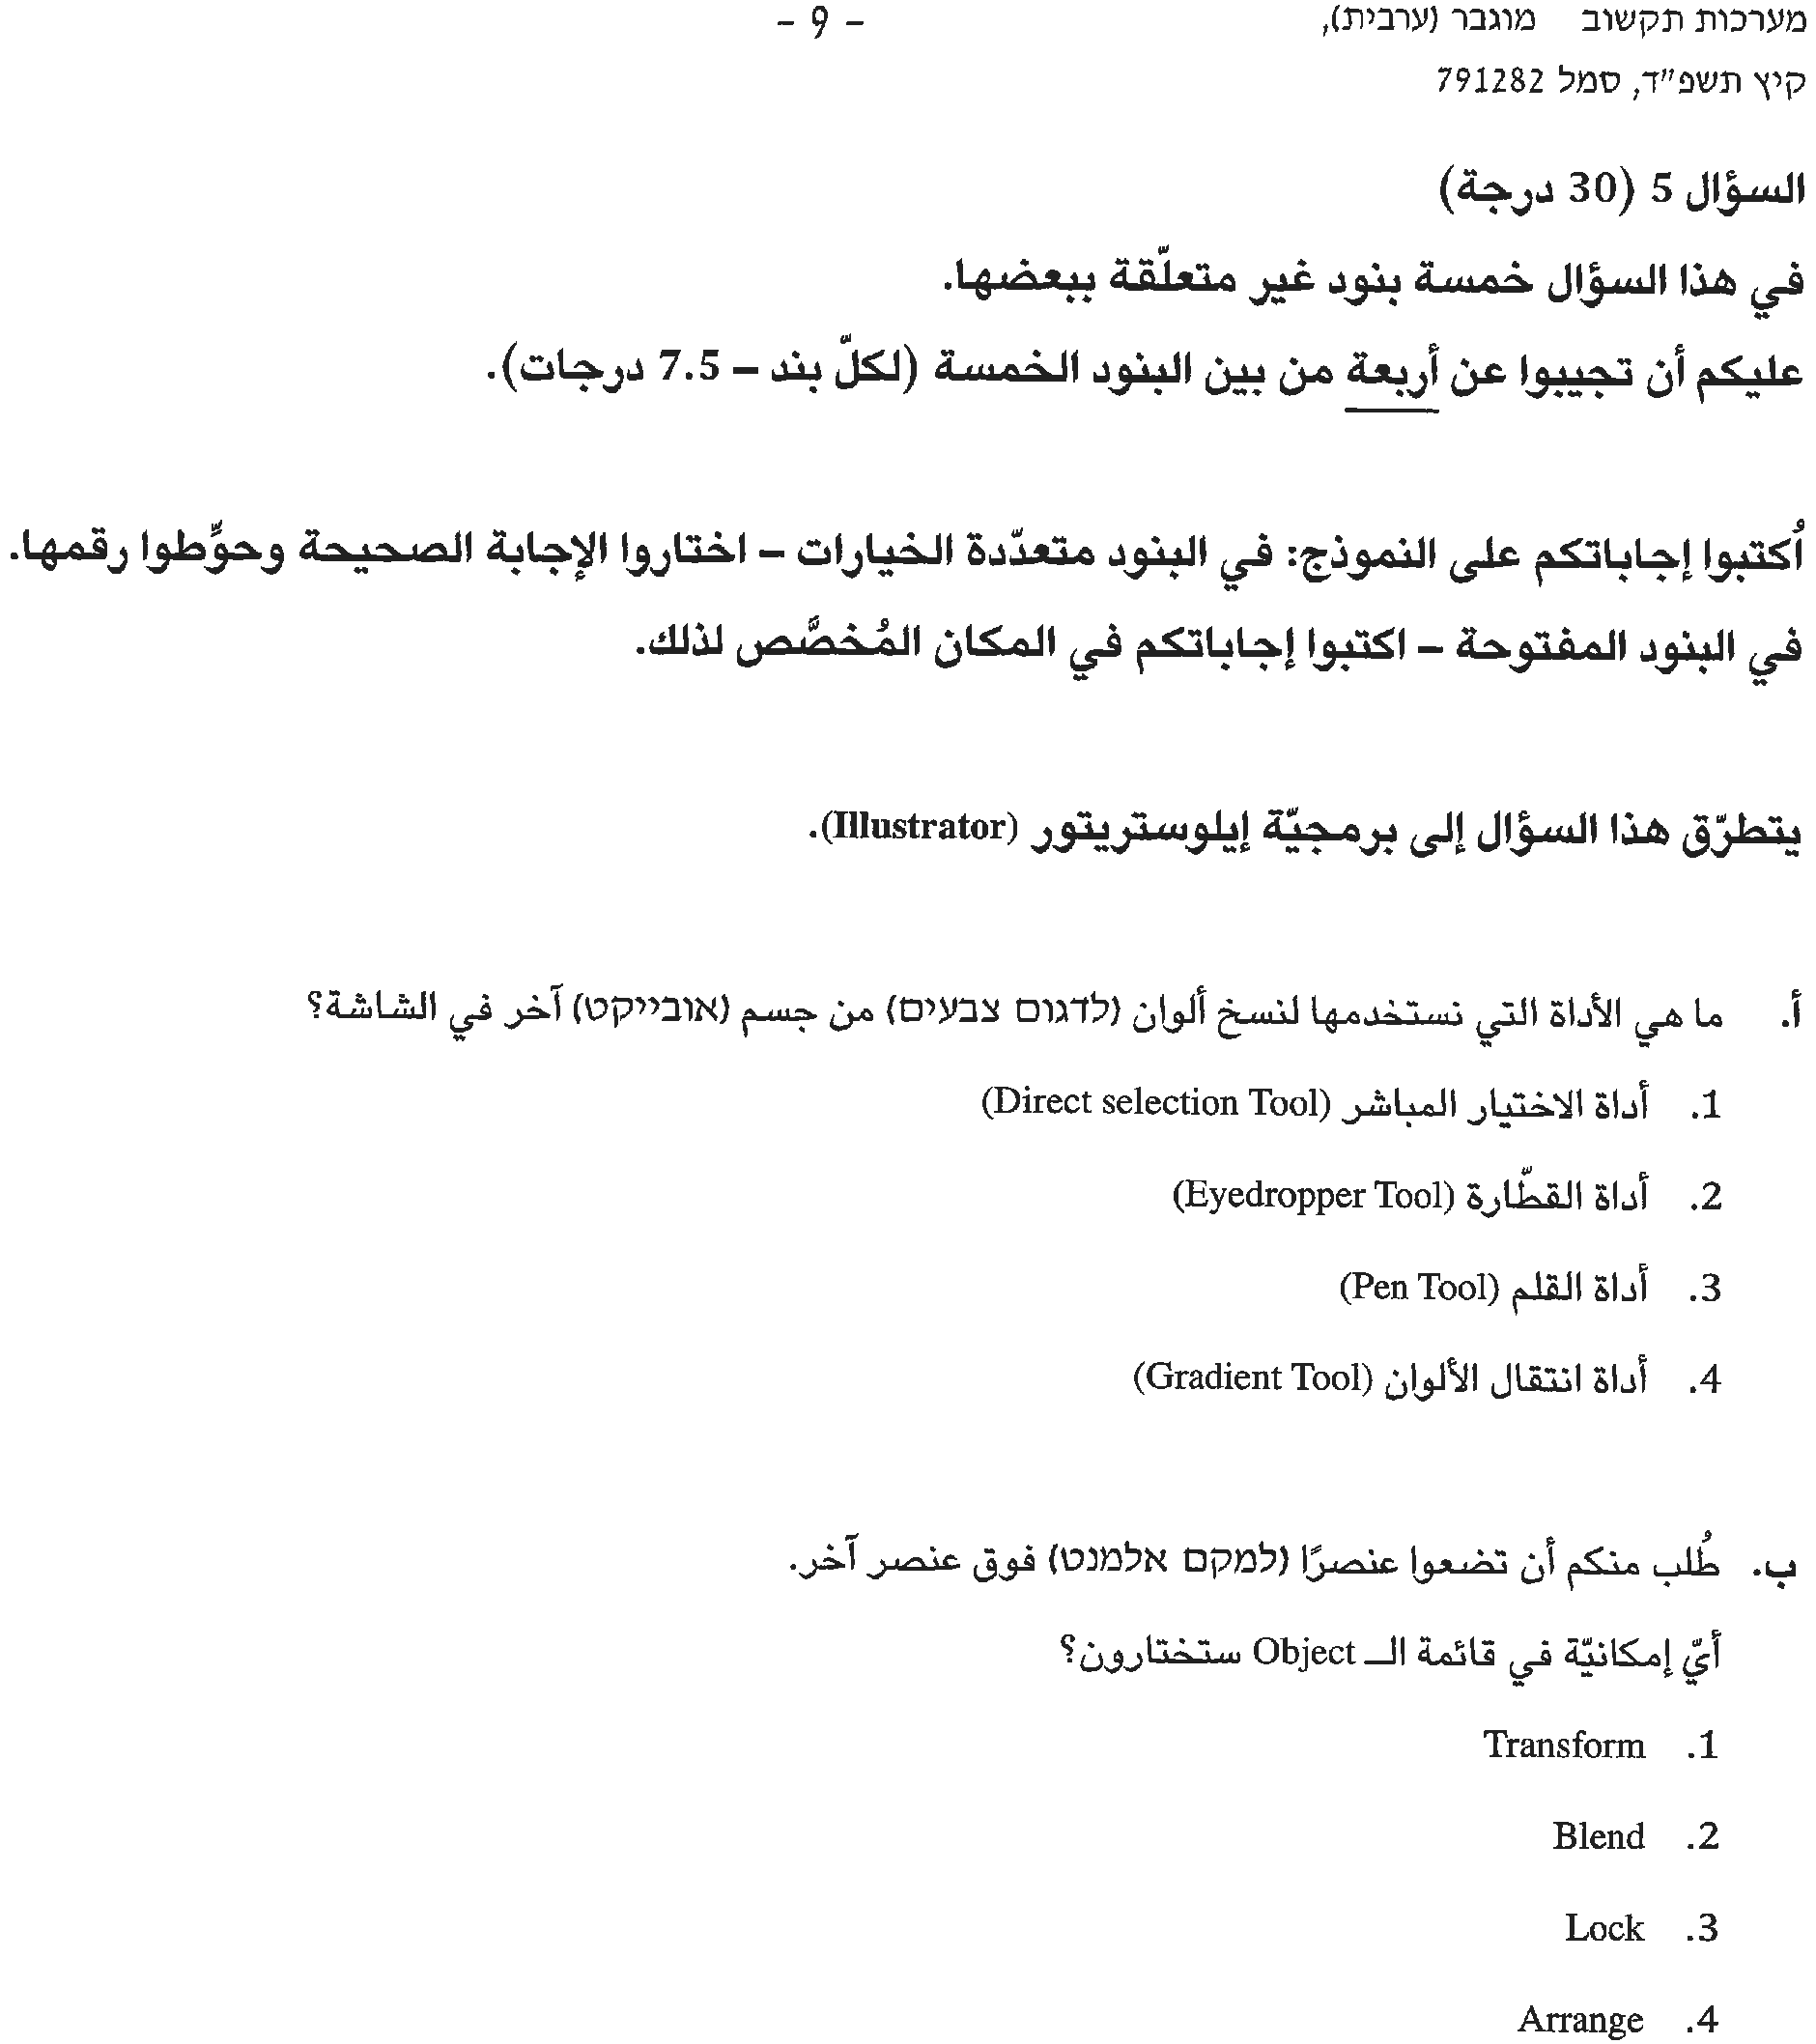 מערכות תקשוב מוגבר (ערבית),
- 9 -
קיץ תשפ"ד, סמל 791282
السؤال 5 (30 درجة)
في هذا السؤال خمسة بنود غير متعلّقة ببعضها.
عليكم أن تجيبوا عن أربعة من بين البنود الخمسة (لكلّ بند – 7.5 درجات).
أُكتبوا إجاباتكم على النموذج: في البنود متعدّدة الخيارات – اختاروا الإجابة الصحيحة وحوِّطوا رقمها.
في البنود المفتوحة – اكتبوا إجاباتكم في المكان المُخصَّص لذلك.
يتطرّق هذا السؤال إلى برمجيّة إيلوستريتور (Illustrator).
أ. ما هي الأداة التي نستخدمها لنسخ ألوان (לדגום צבעים) من جسم (אובייקט) آخر في الشاشة؟
1. أداة الاختيار المباشر (Direct selection Tool)
2. أداة القطّارة (Eyedropper Tool)
3. أداة القلم (Pen Tool)
4. أداة انتقال الألوان (Gradient Tool)
ب. طُلب منكم أن تضعوا عنصرًا (למקם אלמנט) فوق عنصر آخر.
أيّ إمكانيّة في قائمة الـ Object ستختارون؟
1. Transform
2. Blend
3. Lock
4. Arrange